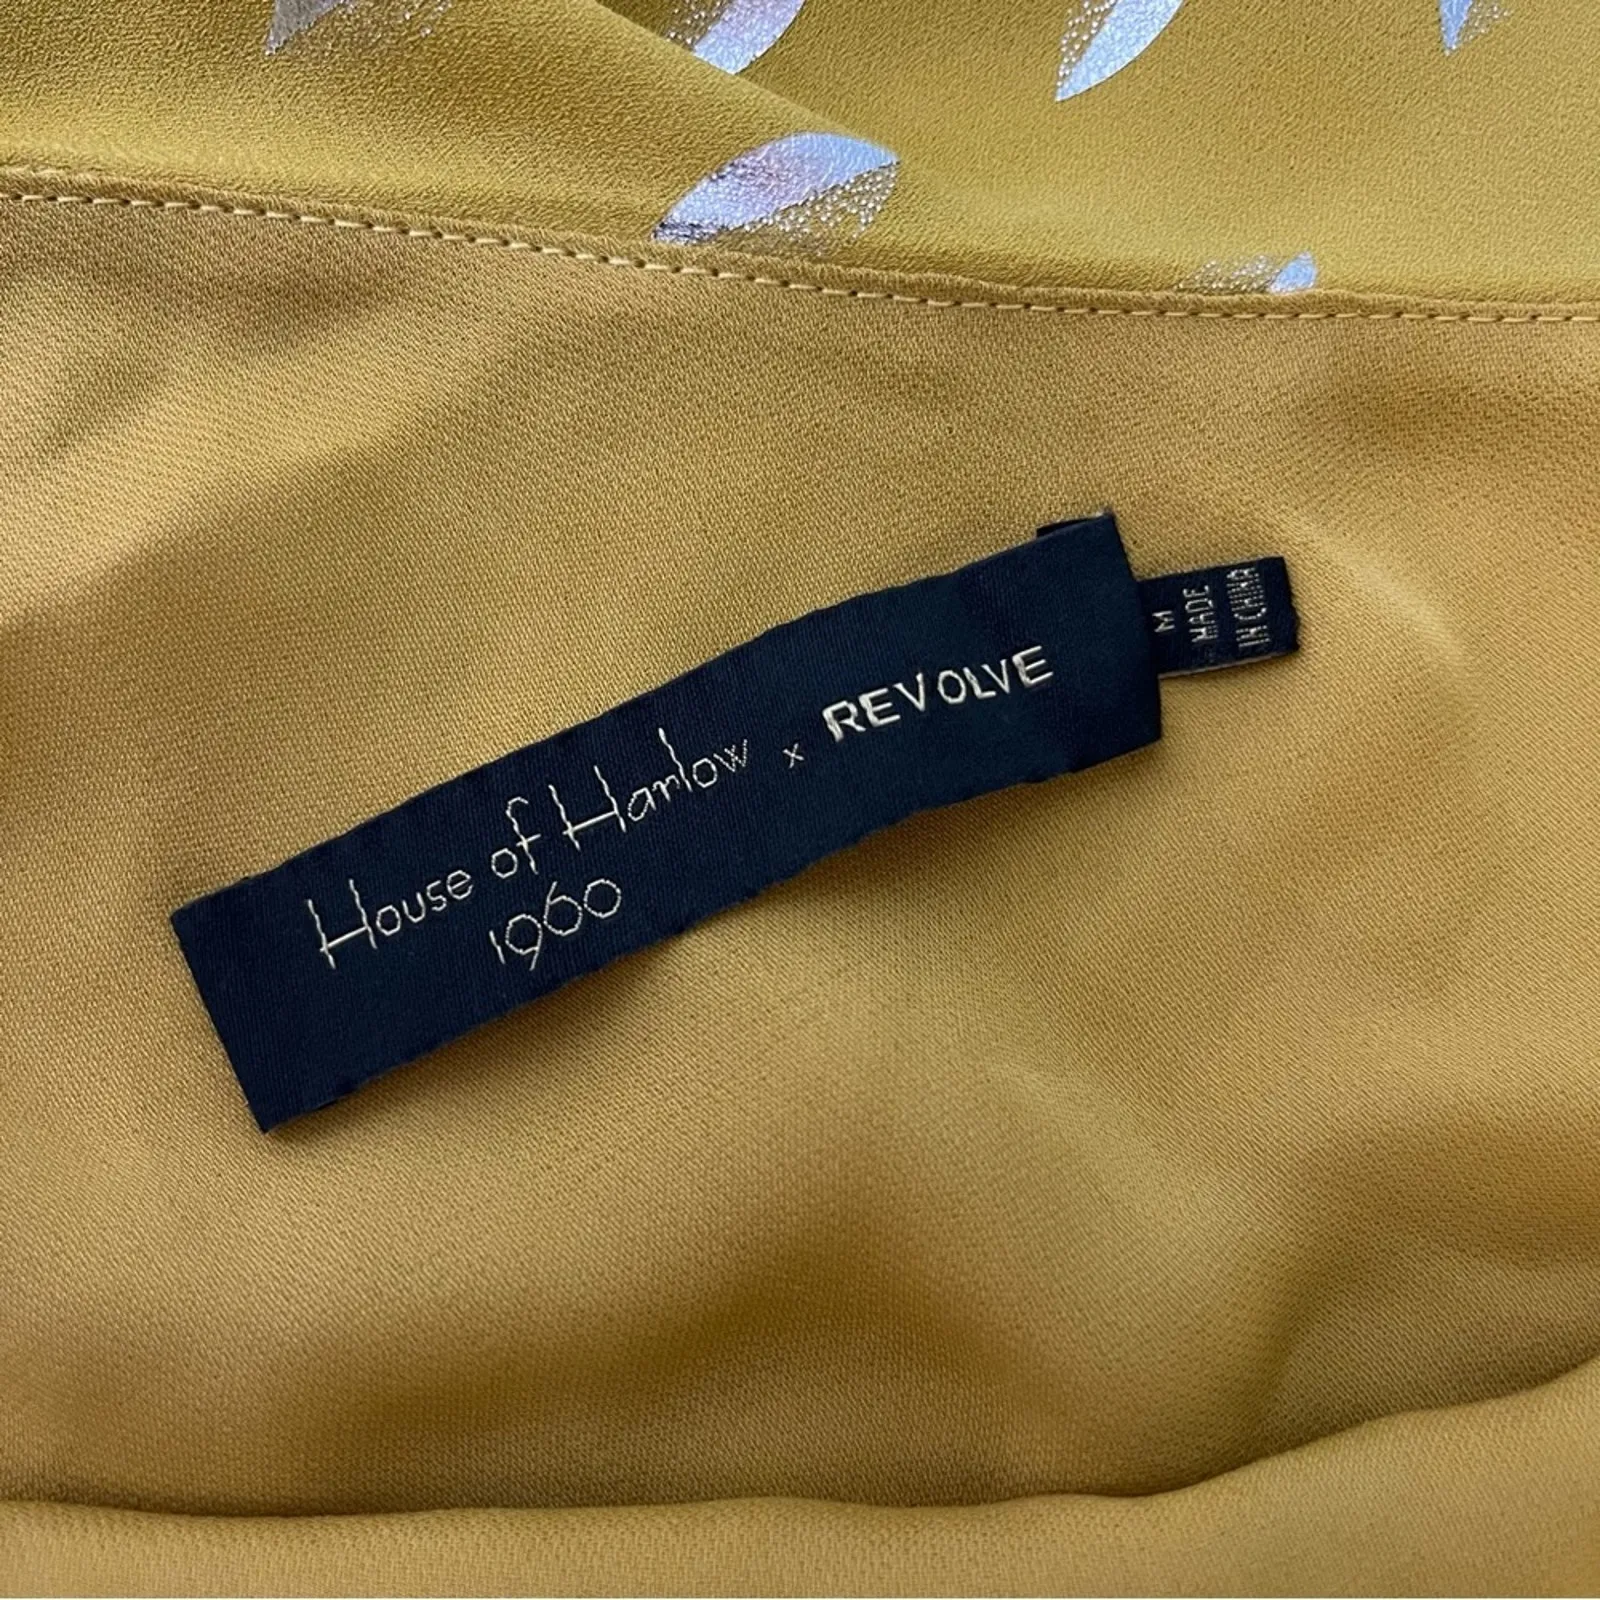 House of Harlow x REVOLVE
1960
M
MADE
IN CHINA